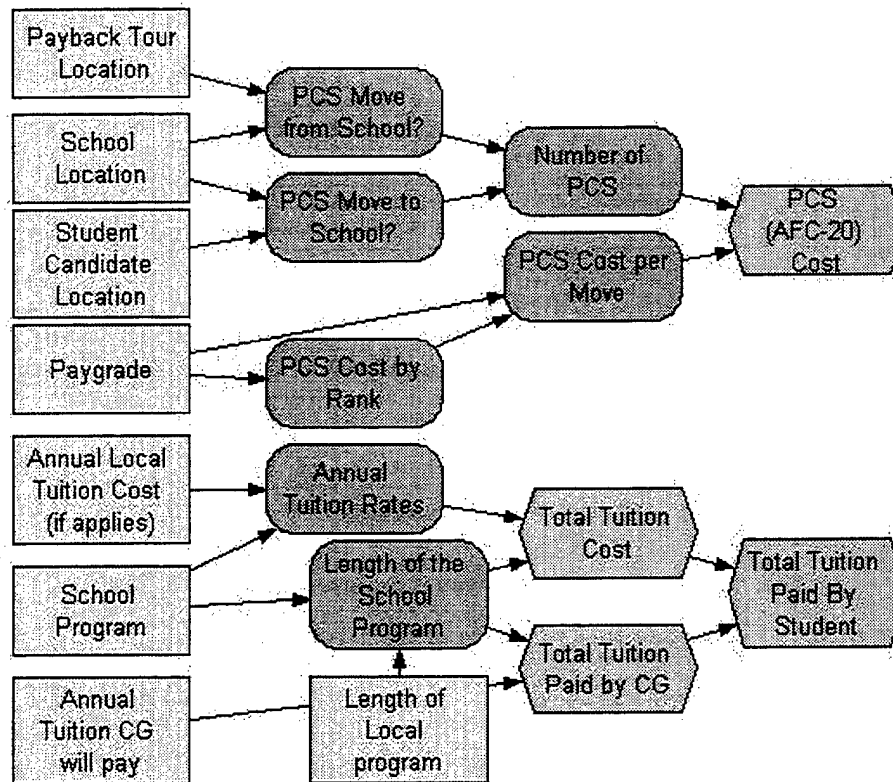 Payback Tour
Location
School
Location
Student
Candidate
Location
Paygrade
Annual Local
Tuition Cost
(if applies)
School
Program
Annual
Tuition CG
will pay
PCS Move
from School?
PCS Move to
School?
PCS Cost by
Rank
Annual
Tuition Rates
Length of the
School
Program
Length of
Local
program
Number of
PCS
PCS Cost per
Move
Total Tuition
Cost
Total Tuition
Paid by CG
PCS
(AFC-20)
Cost
Total Tuition
Paid By
Student